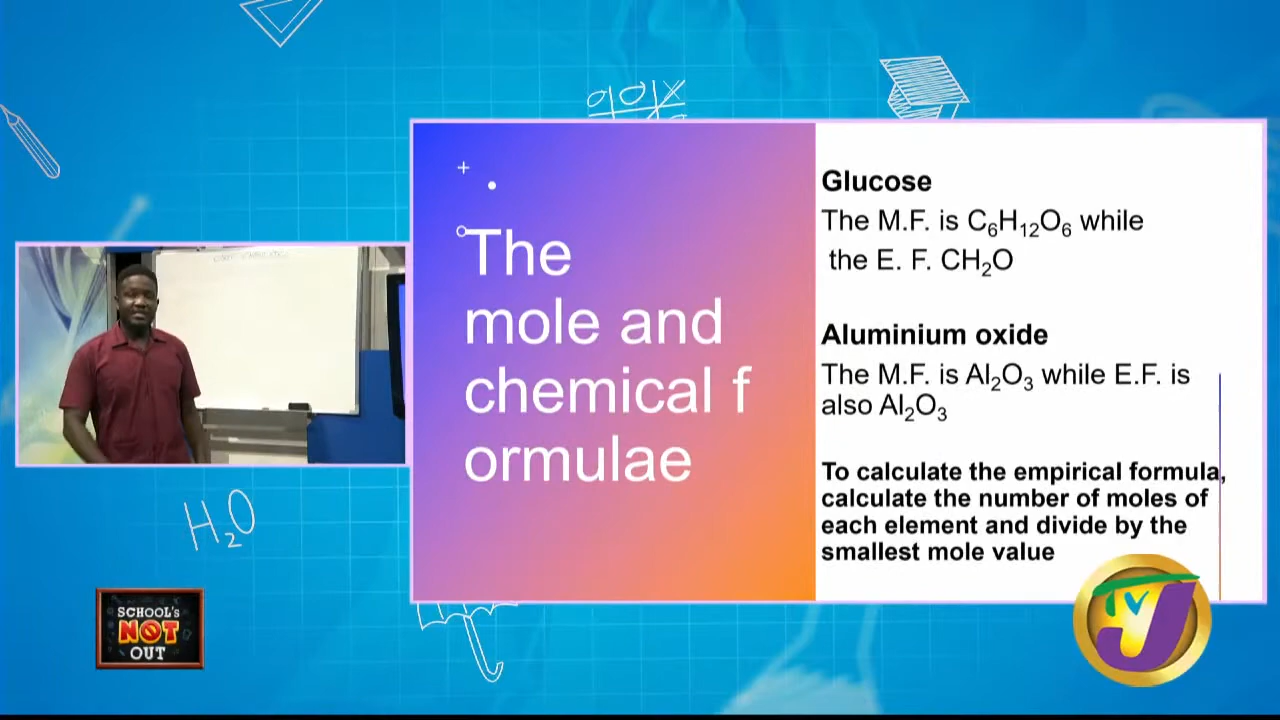 The
mole and
chemical f
ormulae
Glucose
The M.F. is C₆H₁₂O₆ while
the E. F. CH₂O
Aluminium oxide
The M.F. is Al₂O₃ while E.F. is
also Al₂O₃
To calculate the empirical formula,
calculate the number of moles of
each element and divide by the
smallest mole value
H₂O
SCHOOL's
NOT
OUT
TVJ